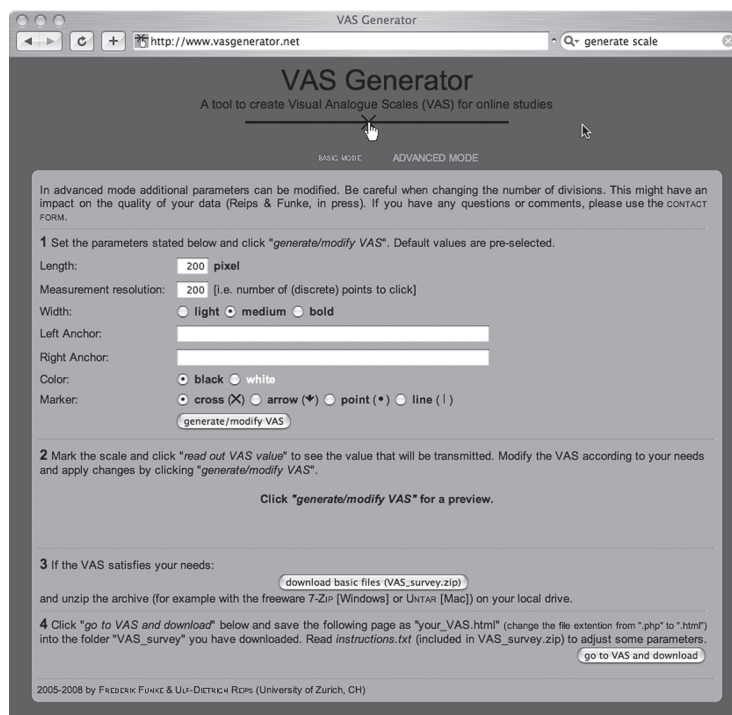 VAS Generator
http://www.vasgenerator.net
generate scale
VAS Generator
A tool to create Visual Analogue Scales (VAS) for online studies
BASIC MODE ADVANCED MODE
In advanced mode additional parameters can be modified. Be careful when changing the number of divisions. This might have an
impact on the quality of your data (Reips & Funke, in press). If you have any questions or comments, please use the CONTACT
FORM.
1 Set the parameters stated below and click "generate/modify VAS". Default values are pre-selected.
Length: 200 pixel
Measurement resolution: 200 [i.e. number of (discrete) points to click]
Width: light medium bold
Left Anchor:
Right Anchor:
Color: black white
Marker: cross (X) arrow (🡻) point (•) line (|)
generate/modify VAS
2 Mark the scale and click "read out VAS value" to see the value that will be transmitted. Modify the VAS according to your needs
and apply changes by clicking "generate/modify VAS".
Click "generate/modify VAS" for a preview.
3 If the VAS satisfies your needs:
download basic files (VAS_survey.zip)
and unzip the archive (for example with the freeware 7-ZIP [Windows] or UNTAR [Mac]) on your local drive.
4 Click "go to VAS and download" below and save the following page as "your_VAS.html" (change the file extention from ".php" to ".html")
into the folder "VAS_survey" you have downloaded. Read instructions.txt (included in VAS_survey.zip) to adjust some parameters.
go to VAS and download
2005-2008 by FREDERIK FUNKE & ULF-DIETRICH REIPS (University of Zurich, CH)